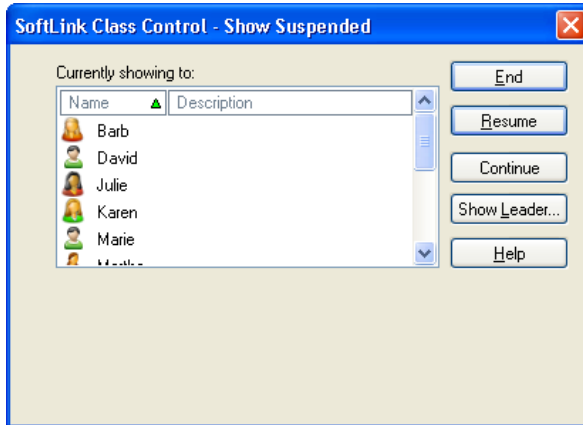 SoftLink Class Control - Show Suspended
Currently showing to:
Name Description
Barb
David
Julie
Karen
Marie
End
Resume
Continue
Show Leader...
Help